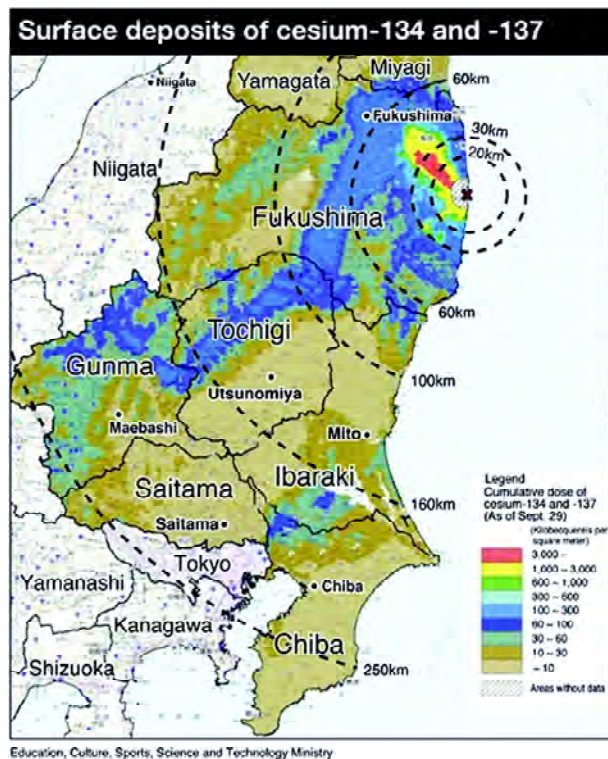 Surface deposits of cesium-134 and -137
Miyagi
Yamagata
60km
Niigata
Fukushima
30km
20km
Niigata
Fukushima
60km
Tochigi
Gunma
100km
Utsunomiya
Maebashi
Mito
Ibaraki
Saitama
160km
Saitama
Tokyo
Yamanashi
Chiba
Kanagawa
Chiba
Shizuoka
250km
Legend
Cumulative dose of
cesium-134 and -137
(As of Sept. 29)
(Kilobecquerels per
square meter)
3,000 ~
1,000 ~ 3,000
600 ~ 1,000
300 ~ 600
100 ~ 300
60 ~ 100
30 ~ 60
10 ~ 30
~ 10
Areas without data
Education, Culture, Sports, Science and Technology Ministry